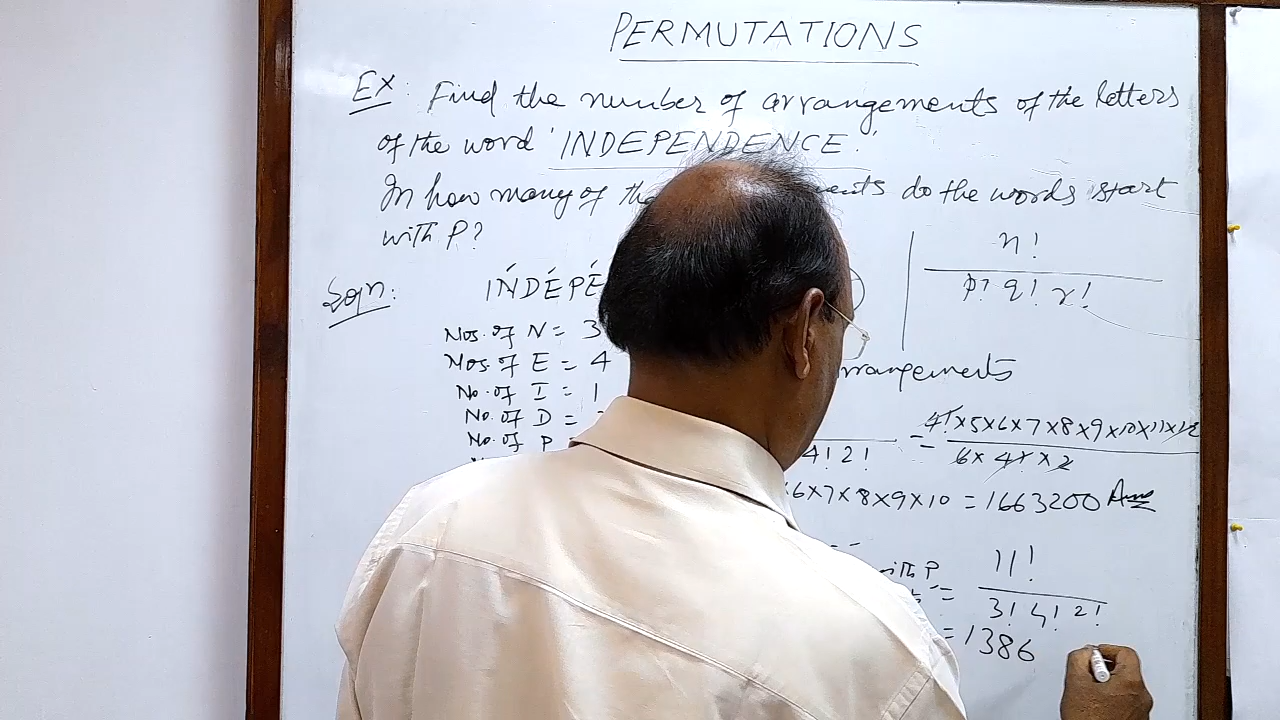 PERMUTATIONS
Ex: Find the number of arrangements of the letters
of the word 'INDEPENDENCE'.
In how many of the do the words start
with P?
Soln:
INDEPE
n!
p! q! r!
Nos. of N = 3
Nos. of E = 4
No. of I = 1
No. of D =
No. of P
rrangements
4! 2!
= 4!×5×6×7×8×9×10×11×12
6×4!×2
×6×7×8×9×10 = 1663200 Ans
with P
= 11!
3! 4! 2!
= 1386